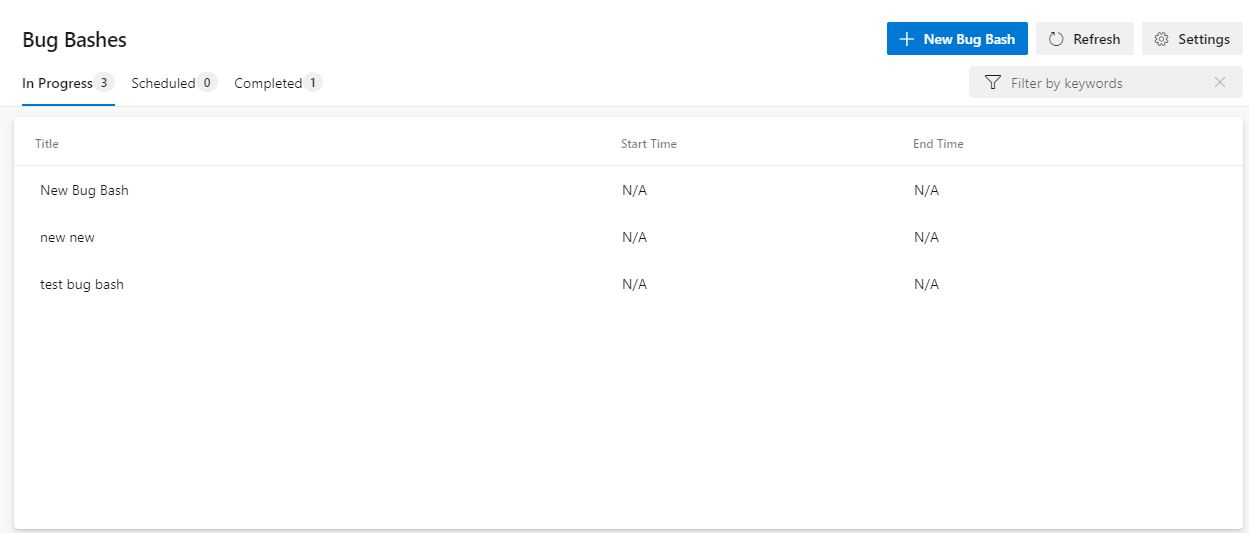 Bug Bashes
New Bug Bash Refresh Settings
In Progress 3 Scheduled 0 Completed 1 Filter by keywords
Title Start Time End Time
New Bug Bash N/A N/A
new new N/A N/A
test bug bash N/A N/A